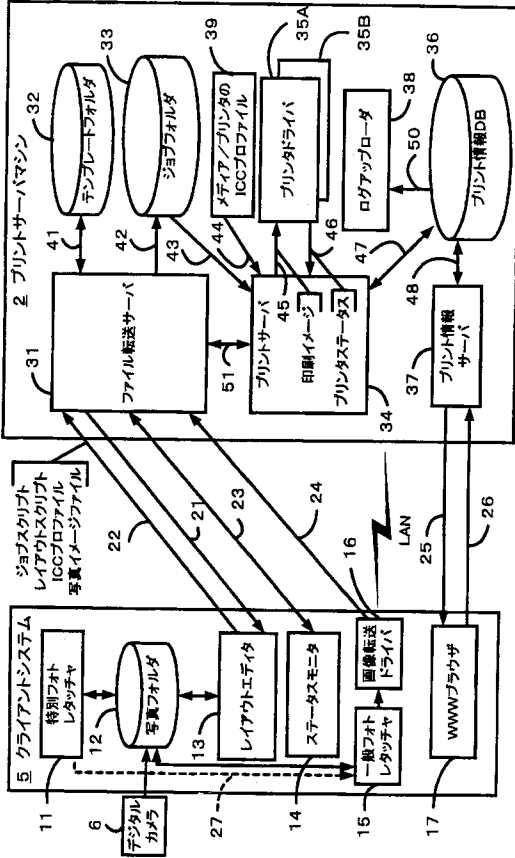 2 プリントサーバマシン
32
テンプレートフォルダ
33
ジョブフォルダ
39
メディア/プリンタの
ICCプロファイル
35A
35B
プリンタドライバ
38
ログアップローダ
36
プリント情報DB
50
41
42
43
44
45
46
47
48
31
ファイル転送サーバ
51
プリントサーバ
印刷イメージ
プリンタステータス
34
37
プリント情報
サーバ
ジョブスクリプト
レイアウトスクリプト
ICCプロファイル
写真イメージファイル
22
21
23
24
LAN
25
26
5 クライアントシステム
特別フォト
レタッチャ
11
12
写真フォルダ
13
レイアウトエディタ
14
ステータスモニタ
16
画像転送
ドライバ
一般フォト
レタッチャ
15
WWWブラウザ
17
27
6
デジタル
カメラ